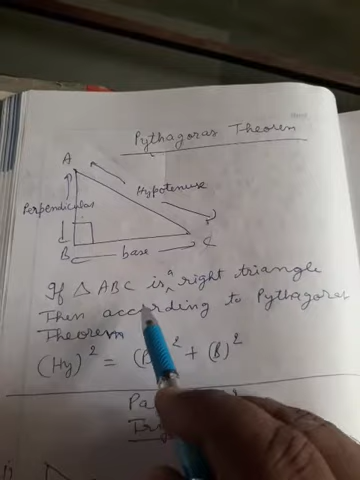 Pythagoras Theorem
A
Hypotenuse
Perpendicular
B
base
C
If △ ABC is a right triangle
Then according to Pythagoras
Theorem
(Hy)² = (P)² + (B)²